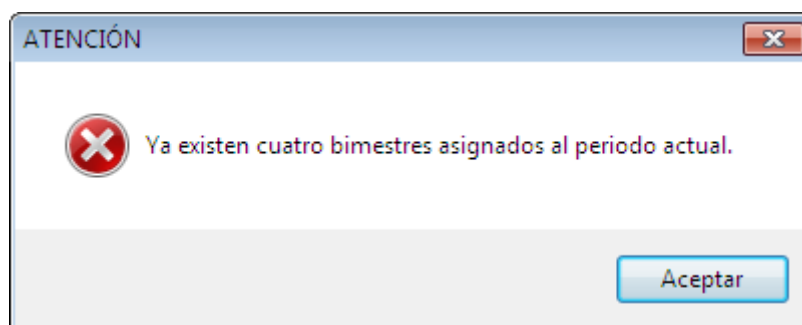 ATENCIÓN
Ya existen cuatro bimestres asignados al periodo actual.
Aceptar